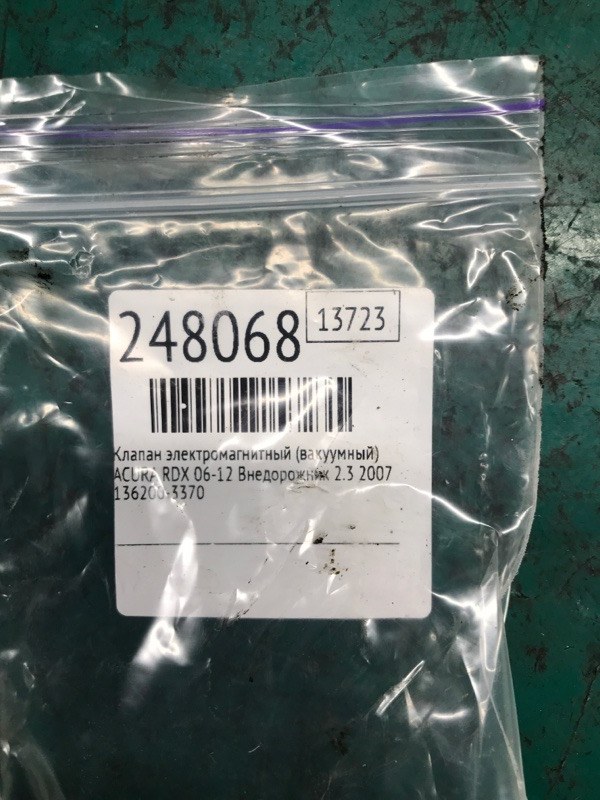 248068
13723
Клапан электромагнитный (вакуумный)
ACURA RDX 06-12 Внедорожник 2.3 2007
136200-3370